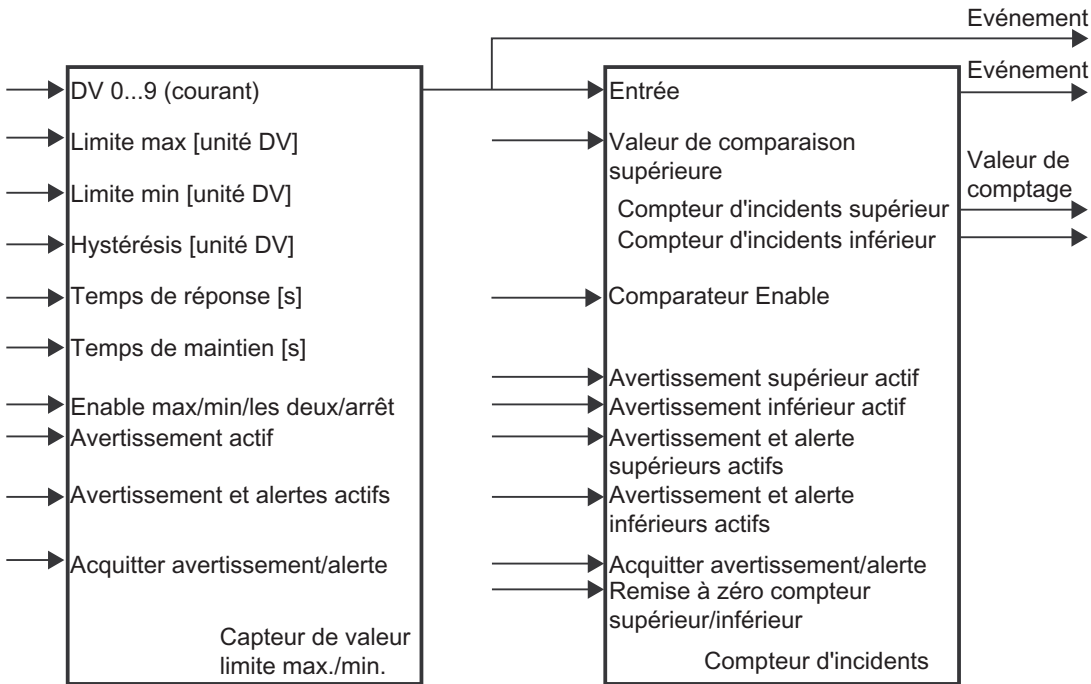 Evénement
DV 0...9 (courant)
Limite max [unité DV]
Limite min [unité DV]
Hystérésis [unité DV]
Temps de réponse [s]
Temps de maintien [s]
Enable max/min/les deux/arrêt
Avertissement actif
Avertissement et alertes actifs
Acquitter avertissement/alerte
Capteur de valeur
limite max./min.
Entrée
Valeur de comparaison
supérieure
Compteur d'incidents supérieur
Compteur d'incidents inférieur
Comparateur Enable
Avertissement supérieur actif
Avertissement inférieur actif
Avertissement et alerte
supérieurs actifs
Avertissement et alerte
inférieurs actifs
Acquitter avertissement/alerte
Remise à zéro compteur
supérieur/inférieur
Compteur d'incidents
Evénement
Valeur de
comptage